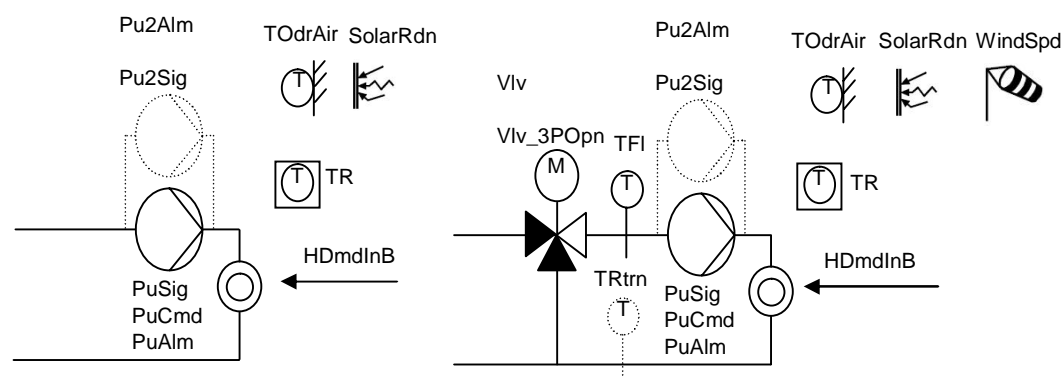 Pu2Alm
TOdrAir SolarRdn
Pu2Sig
T
T
TR
HDmdInB
PuSig
PuCmd
PuAlm
Pu2Alm
TOdrAir SolarRdn WindSpd
Vlv
Pu2Sig
T
Vlv_3POpn
TFl
M
T
T
TR
HDmdInB
TRtrn
T
PuSig
PuCmd
PuAlm